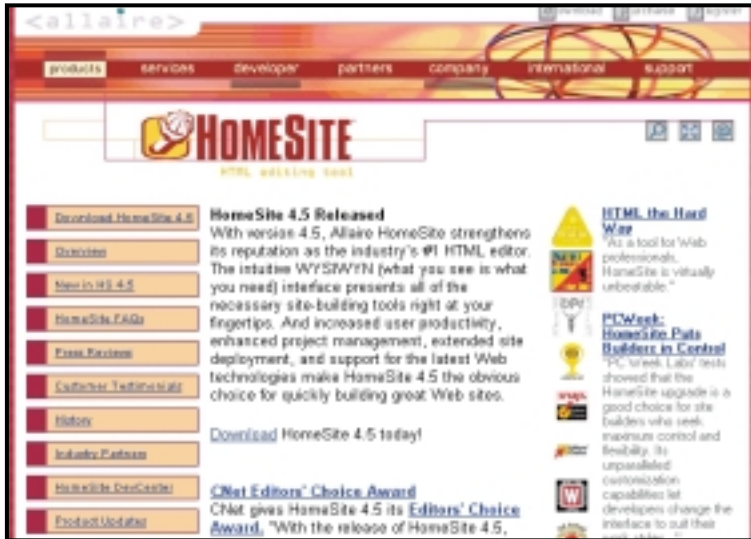 <allaire>
download purchase register
products services developer partners company international support
HOMESITE
HTML editing tool
Download HomeSite 4.5
Overview
New in HS 4.5
HomeSite FAQs
Press Reviews
Customer Testimonials
History
Industry Partners
HomeSite DevCenter
Product Updates
HomeSite 4.5 Released
With version 4.5, Allaire HomeSite strengthens
its reputation as the industry's #1 HTML editor.
The intuitive WYSIWYN (what you see is what
you need) interface presents all of the
necessary site-building tools right at your
fingertips. And increased user productivity,
enhanced project management, extended site
deployment, and support for the latest Web
technologies make HomeSite 4.5 the obvious
choice for quickly building great Web sites.
Download HomeSite 4.5 today!
CNet Editors' Choice Award
CNet gives HomeSite 4.5 its Editors' Choice
Award. "With the release of HomeSite 4.5,
HTML the Hard
Way
"As a tool for Web
professionals,
HomeSite is virtually
unbeatable."
PCWeek:
HomeSite Puts
Builders in Control
"PC Week Labs' tests
showed that the
HomeSite upgrade is a
good choice for site
builders who seek
maximum control and
flexibility. Its
unparalleled
customization
capabilities let
developers change the
interface to suit their